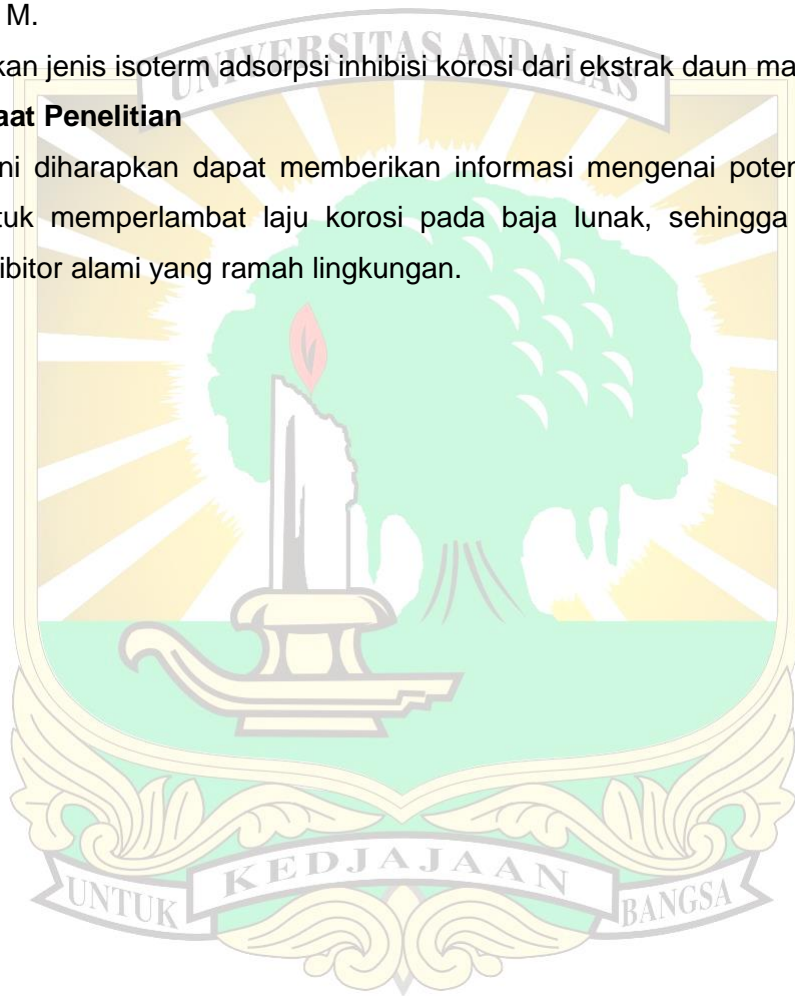 M.
kan jenis isoterm adsorpsi inhibisi korosi dari ekstrak daun ma
UNIVERSITAS ANDALAS
aat Penelitian
ni diharapkan dapat memberikan informasi mengenai poten
tuk memperlambat laju korosi pada baja lunak, sehingga
ibitor alami yang ramah lingkungan.
UNTUK KEDJAJAAN BANGSA